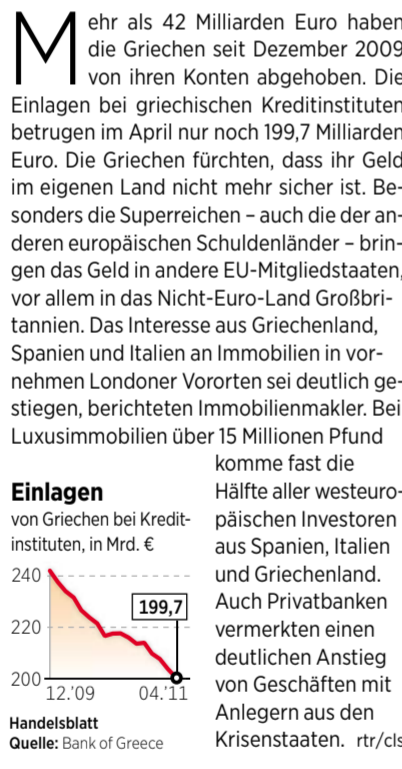 Mehr als 42 Milliarden Euro haben
die Griechen seit Dezember 2009
von ihren Konten abgehoben. Die
Einlagen bei griechischen Kreditinstituten
betrugen im April nur noch 199,7 Milliarden
Euro. Die Griechen fürchten, dass ihr Geld
im eigenen Land nicht mehr sicher ist. Be-
sonders die Superreichen – auch die der an-
deren europäischen Schuldenländer – brin-
gen das Geld in andere EU-Mitgliedstaaten,
vor allem in das Nicht-Euro-Land Großbri-
tannien. Das Interesse aus Griechenland,
Spanien und Italien an Immobilien in vor-
nehmen Londoner Vororten sei deutlich ge-
stiegen, berichteten Immobilienmakler. Bei
Luxusimmobilien über 15 Millionen Pfund
komme fast die
Hälfte aller westeuro-
päischen Investoren
aus Spanien, Italien
und Griechenland.
Auch Privatbanken
vermerkten einen
deutlichen Anstieg
von Geschäften mit
Anlegern aus den
Krisenstaaten. rtr/cls
Einlagen
von Griechen bei Kredit-
instituten, in Mrd. €
240
199,7
220
200
12.'09 04.'11
Handelsblatt
Quelle: Bank of Greece